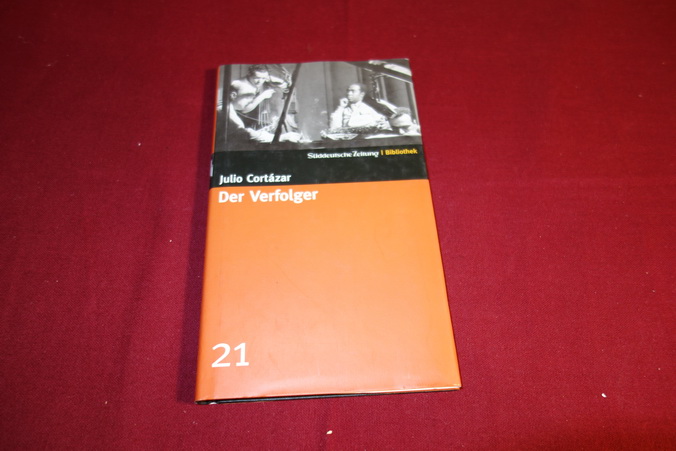 Süddeutsche Zeitung | Bibliothek
Julio Cortázar
Der Verfolger
21